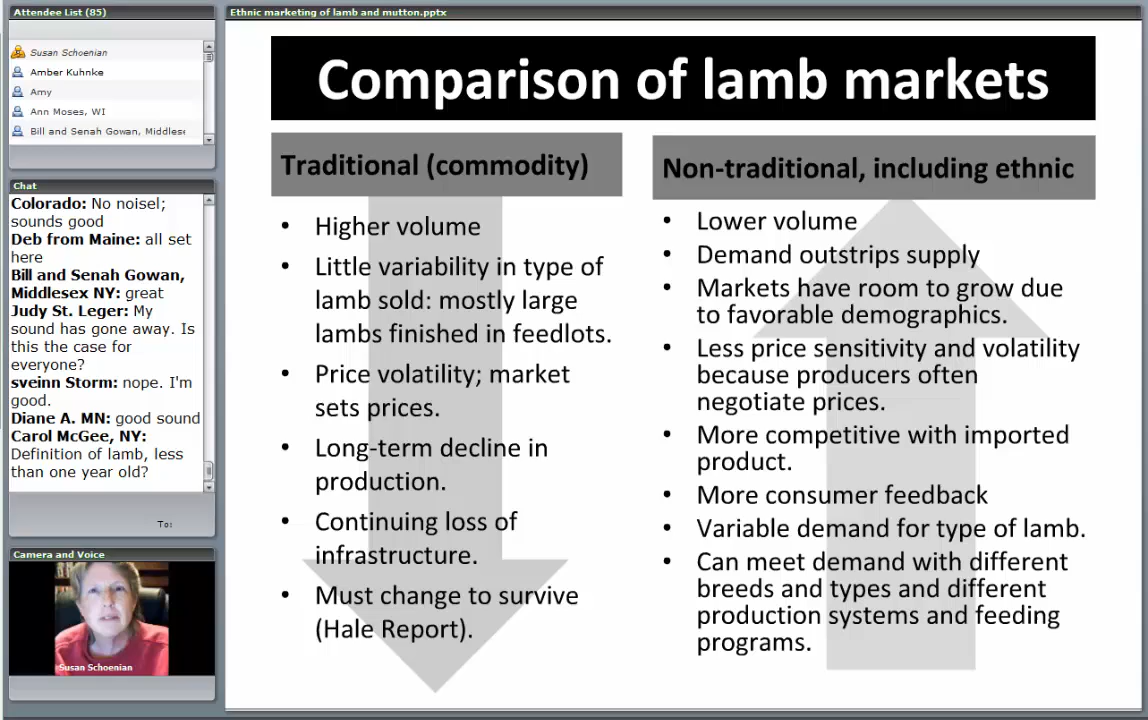 Attendee List (85)
Susan Schoenian
Amber Kuhnke
Amy
Ann Moses, WI
Bill and Senah Gowan, Middlese
Chat
Colorado: No noisel;
sounds good
Deb from Maine: all set
here
Bill and Senah Gowan,
Middlesex NY: great
Judy St. Leger: My
sound has gone away. Is
this the case for
everyone?
sveinn Storm: nope. I'm
good.
Diane A. MN: good sound
Carol McGee, NY:
Definition of lamb, less
than one year old?
To:
Camera and Voice
Susan Schoenian
Ethnic marketing of lamb and mutton.pptx
Comparison of lamb markets
Traditional (commodity)
• Higher volume
• Little variability in type of
lamb sold: mostly large
lambs finished in feedlots.
• Price volatility; market
sets prices.
• Long-term decline in
production.
• Continuing loss of
infrastructure.
• Must change to survive
(Hale Report).
Non-traditional, including ethnic
• Lower volume
• Demand outstrips supply
• Markets have room to grow due
to favorable demographics.
• Less price sensitivity and volatility
because producers often
negotiate prices.
• More competitive with imported
product.
• More consumer feedback
• Variable demand for type of lamb.
• Can meet demand with different
breeds and types and different
production systems and feeding
programs.